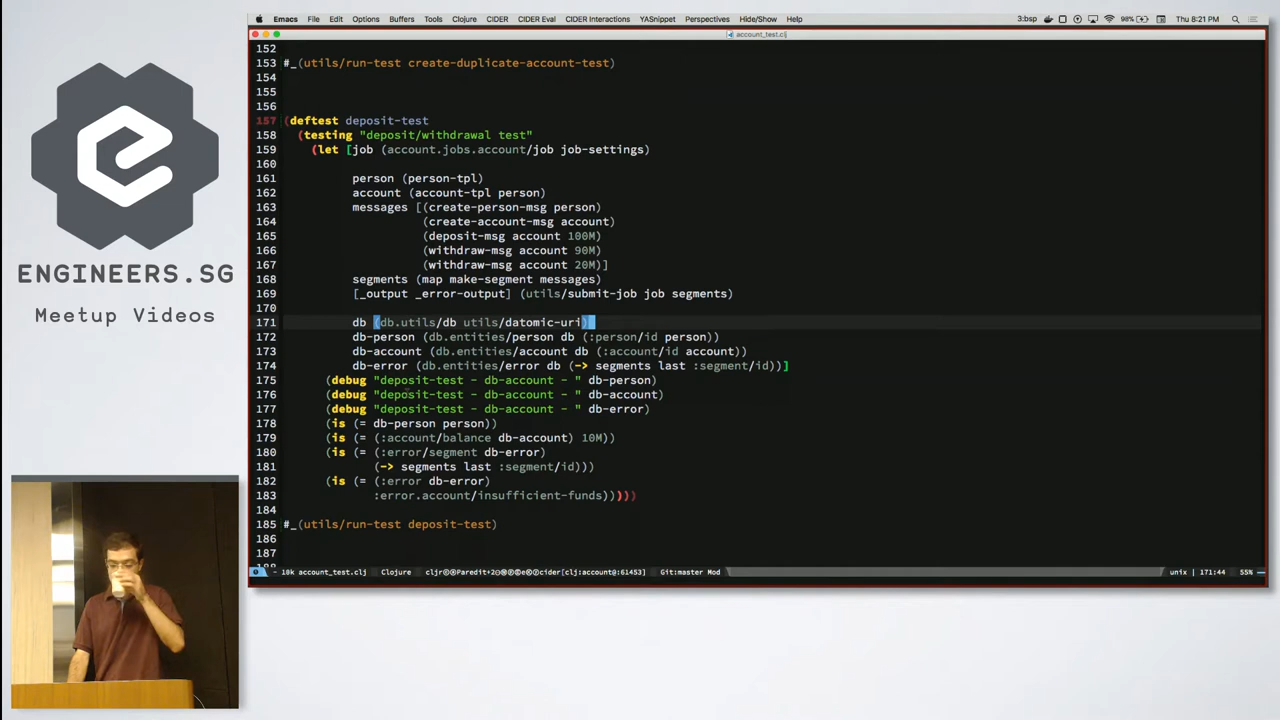 Emacs File Edit Options Buffers Tools Clojure CIDER CIDER Eval CIDER Interactions YASnippet Perspectives Hide/Show Help 3:bsp 98% Thu 8:21 PM
account_test.clj
152
153 #_(utils/run-test create-duplicate-account-test)
154
155
156
157 (deftest deposit-test
158 (testing "deposit/withdrawal test"
159 (let [job (account.jobs.account/job job-settings)
160
161 person (person-tpl)
162 account (account-tpl person)
163 messages [(create-person-msg person)
164 (create-account-msg account)
165 (deposit-msg account 100M)
166 (withdraw-msg account 90M)
167 (withdraw-msg account 20M)]
168 segments (map make-segment messages)
169 [_output _error-output] (utils/submit-job job segments)
170
171 db (db.utils/db utils/datomic-uri)
172 db-person (db.entities/person db (:person/id person))
173 db-account (db.entities/account db (:account/id account))
174 db-error (db.entities/error db (-> segments last :segment/id))]
175 (debug "deposit-test - db-account - " db-person)
176 (debug "deposit-test - db-account - " db-account)
177 (debug "deposit-test - db-account - " db-error)
178 (is (= db-person person))
179 (is (= (:account/balance db-account) 10M))
180 (is (= (:error/segment db-error)
181 (-> segments last :segment/id)))
182 (is (= (:error db-error)
183 :error.account/insufficient-funds)))))
184
185 #_(utils/run-test deposit-test)
186
187
- 10k account_test.clj Clojure Git:master Mod unix | 171:44 55%
ENGINEERS.SG
Meetup Videos